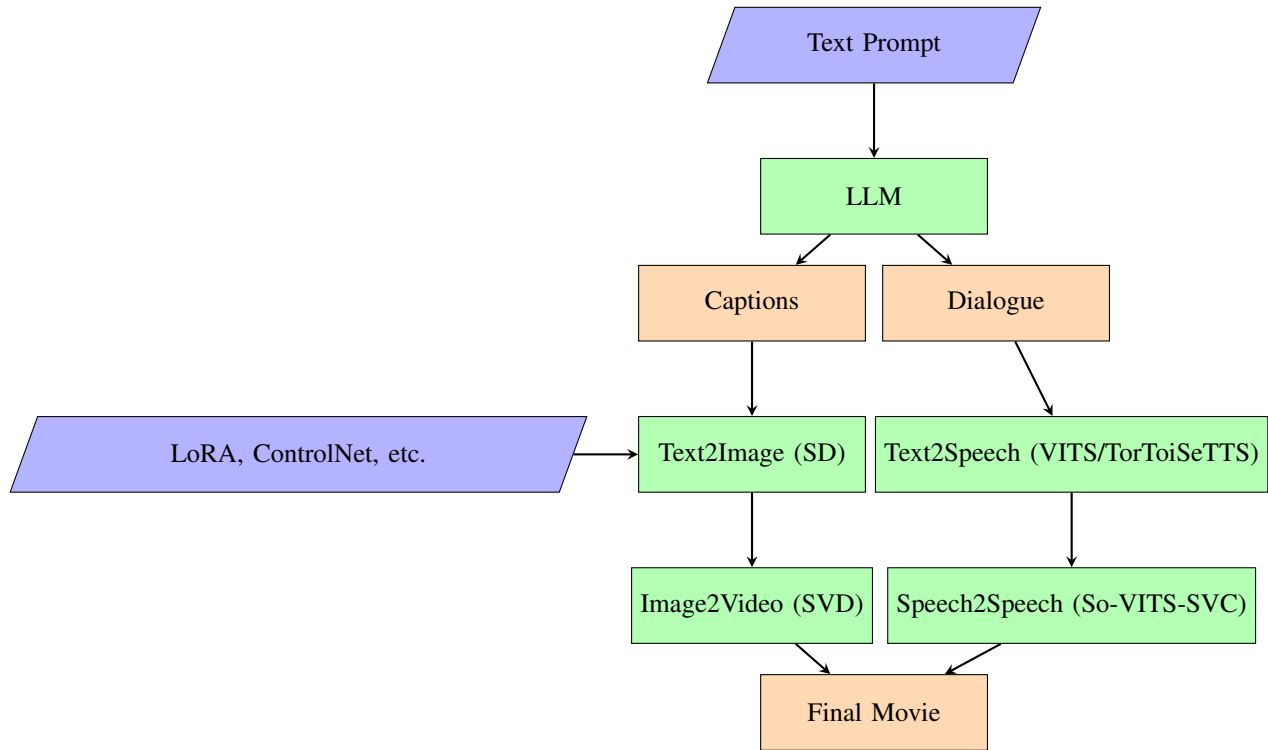 Text Prompt
LLM
Captions
Dialogue
LoRA, ControlNet, etc.
Text2Image (SD)
Text2Speech (VITS/TorToiSeTTS)
Image2Video (SVD)
Speech2Speech (So-VITS-SVC)
Final Movie